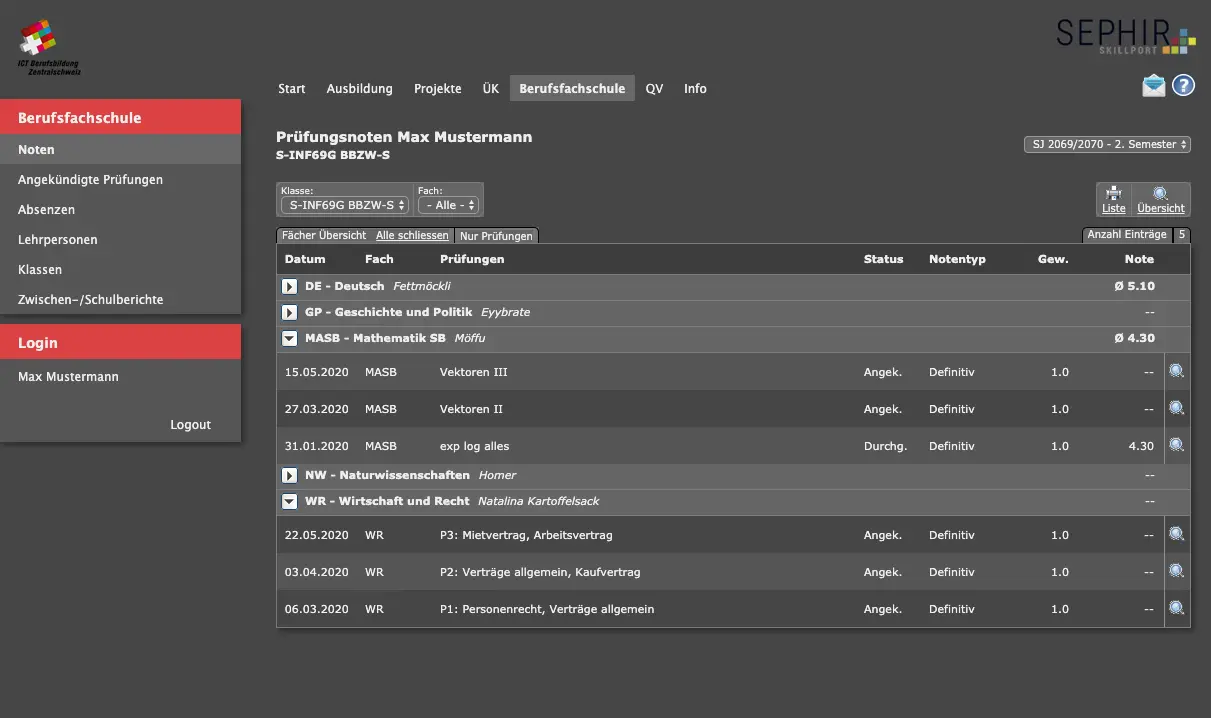 ICT Berufsbildung
Zentralschweiz
SEPHIR
SKILLPORT
Start Ausbildung Projekte ÜK Berufsfachschule QV Info
Berufsfachschule
Noten
Angekündigte Prüfungen
Absenzen
Lehrpersonen
Klassen
Zwischen-/Schulberichte
Login
Max Mustermann
Logout
Prüfungsnoten Max Mustermann
S-INF69G BBZW-S
SJ 2069/2070 - 2. Semester
Klasse: Fach:
S-INF69G BBZW-S - Alle -
Liste Übersicht
Fächer Übersicht Alle schliessen Nur Prüfungen Anzahl Einträge 5
Datum Fach Prüfungen Status Notentyp Gew. Note
DE - Deutsch Fettmöckli Ø 5.10
GP - Geschichte und Politik Eyybrate --
MASB - Mathematik SB Möffu Ø 4.30
15.05.2020 MASB Vektoren III Angek. Definitiv 1.0 --
27.03.2020 MASB Vektoren II Angek. Definitiv 1.0 --
31.01.2020 MASB exp log alles Durchg. Definitiv 1.0 4.30
NW - Naturwissenschaften Homer --
WR - Wirtschaft und Recht Natalina Kartoffelsack --
22.05.2020 WR P3: Mietvertrag, Arbeitsvertrag Angek. Definitiv 1.0 --
03.04.2020 WR P2: Verträge allgemein, Kaufvertrag Angek. Definitiv 1.0 --
06.03.2020 WR P1: Personenrecht, Verträge allgemein Angek. Definitiv 1.0 --